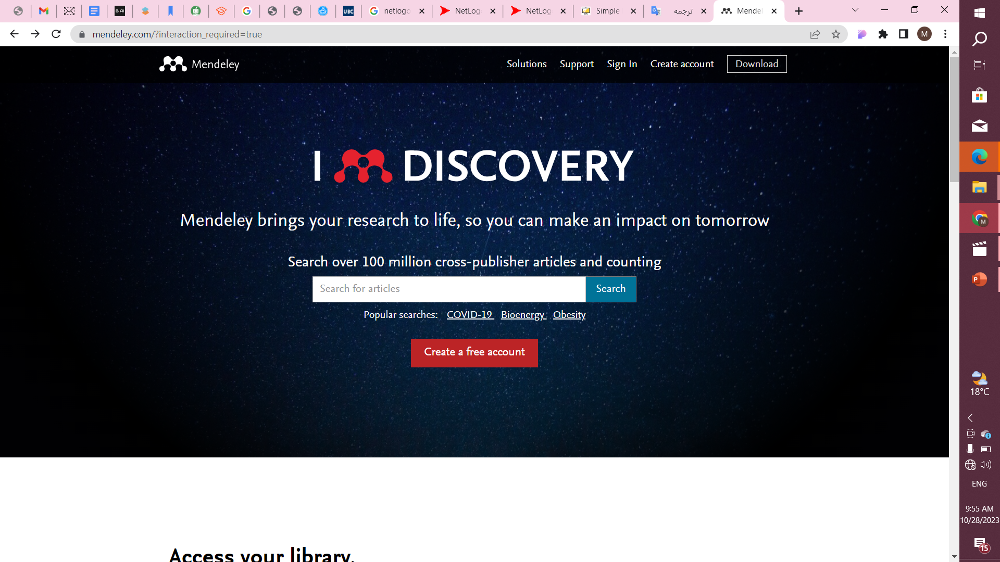 B AI
UBC
netlogo
NetLog
NetLog
Simple
ترجمه
Mendel
mendeley.com/?interaction_required=true
M
Mendeley
Solutions
Support
Sign In
Create account
Download
I DISCOVERY
Mendeley brings your research to life, so you can make an impact on tomorrow
Search over 100 million cross-publisher articles and counting
Search for articles
Search
Popular searches: COVID-19 Bioenergy Obesity
Create a free account
Access your library,
M
P
18°C
ENG
9:55 AM
10/28/2023
15